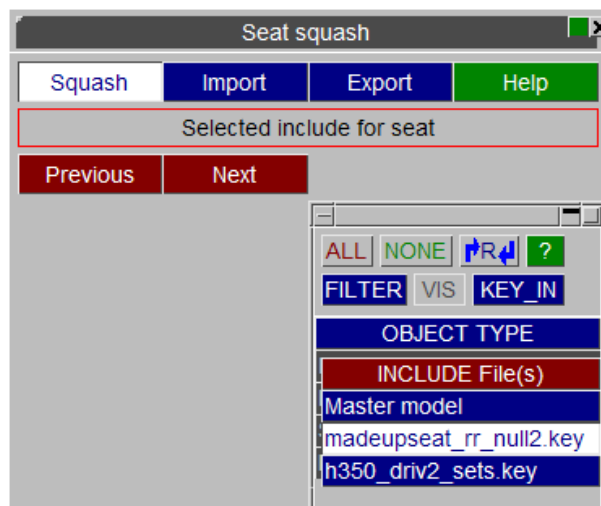 Seat squash
Squash Import Export Help
Selected include for seat
Previous Next
ALL NONE R ?
FILTER VIS KEY_IN
OBJECT TYPE
INCLUDE File(s)
Master model
madeupseat_rr_null2.key
h350_driv2_sets.key